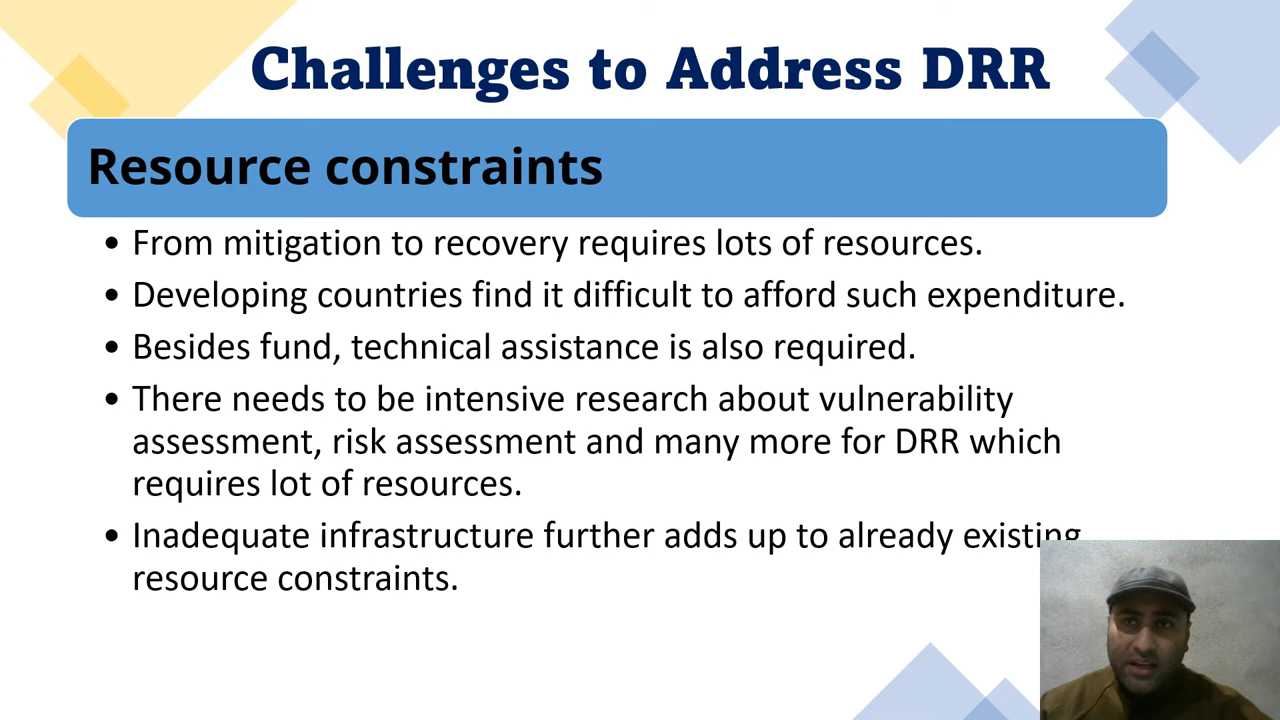 Challenges to Address DRR
Resource constraints
• From mitigation to recovery requires lots of resources.
• Developing countries find it difficult to afford such expenditure.
• Besides fund, technical assistance is also required.
• There needs to be intensive research about vulnerability
assessment, risk assessment and many more for DRR which
requires lot of resources.
• Inadequate infrastructure further adds up to already existing
resource constraints.